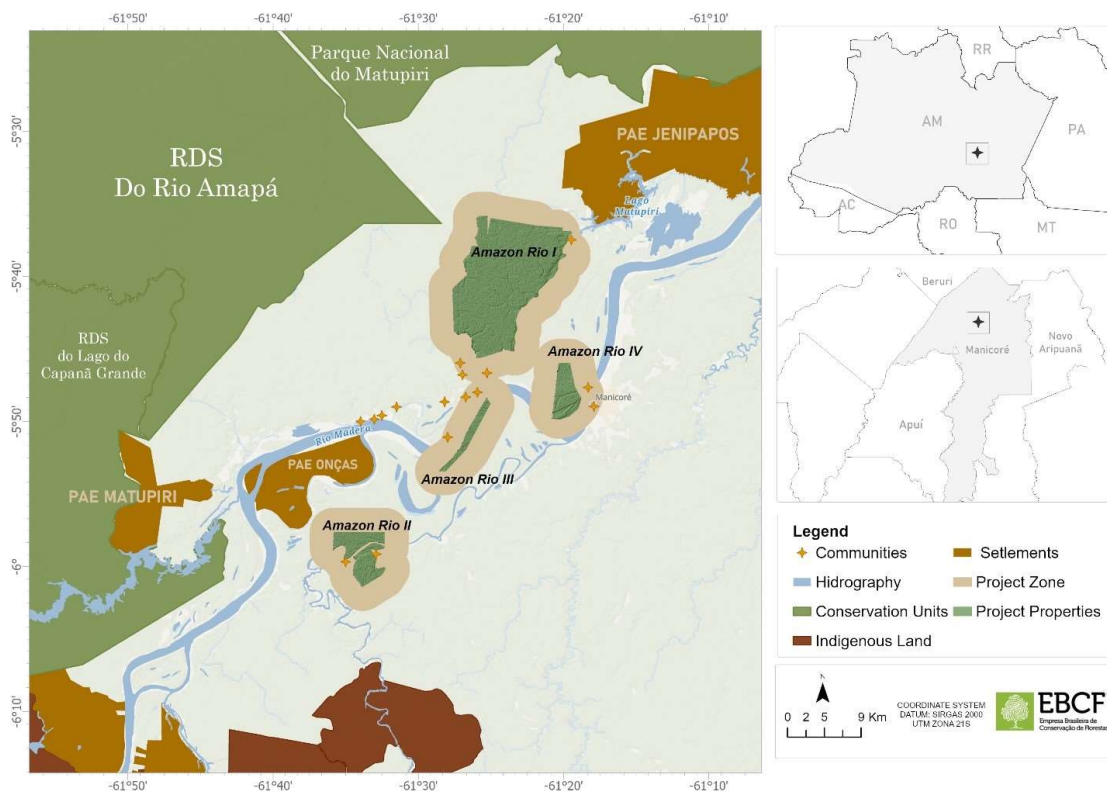 -61°50'
-61°40'
-61°30'
-61°20'
-61°10'
Parque Nacional
do Matupiri
-5°30'
PAE JENIPAPOS
RDS
Do Rio Amapá
Lago
Matupiri
Amazon Rio I
-5°40'
RDS
do Lago do
Capanã Grande
Amazon Rio IV
Manicoré
-5°50'
Rio Madera
PAE ONÇAS
Amazon Rio III
PAE MATUPIRI
Amazon Rio II
-6°
-6°10'
-61°50'
-61°40'
-61°30'
-61°20'
-61°10'
RR
AM
PA
AC
RO
MT
Beruri
Manicoré
Novo
Aripuanã
Apuí
Legend
Communities
Setlements
Hidrography
Project Zone
Conservation Units
Project Properties
Indigenous Land
0 2 5 9 Km
COORDINATE SYSTEM
DATUM: SIRGAS 2000
UTM ZONA 21S
EBCF
Empresa Brasileira de
Conservação de Florestas